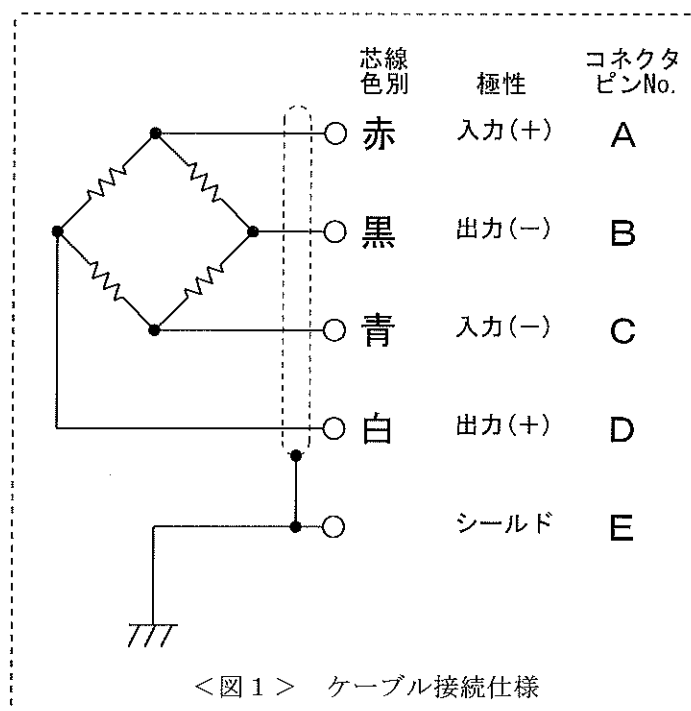 芯線 コネクタ
色別 極性 ピンNo.
赤 入力(+) A
黒 出力(-) B
青 入力(-) C
白 出力(+) D
シールド E
<図1> ケーブル接続仕様